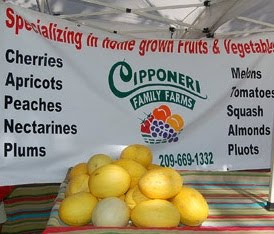 Specializing in home grown Fruits & Vegetables
Cherries
Apricots
Peaches
Nectarines
Plums
CIPPONERI
FAMILY FARMS
209-669-1332
Melons
Tomatoes
Squash
Almonds
Pluots